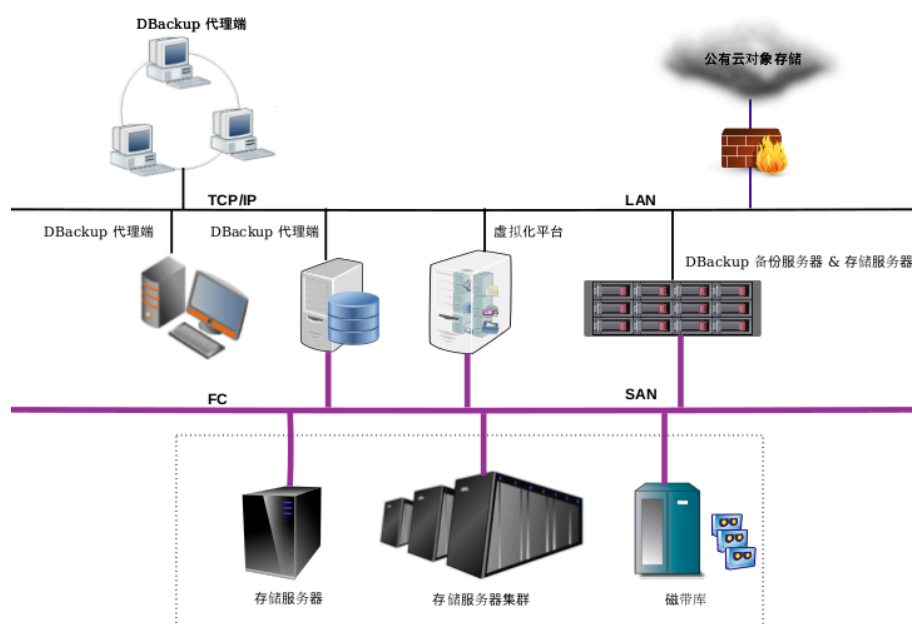 DBackup 代理端
公有云对象存储
TCP/IP
LAN
DBackup 代理端
DBackup 代理端
虚拟化平台
DBackup 备份服务器 & 存储服务器
FC
SAN
存储服务器
存储服务器集群
磁带库